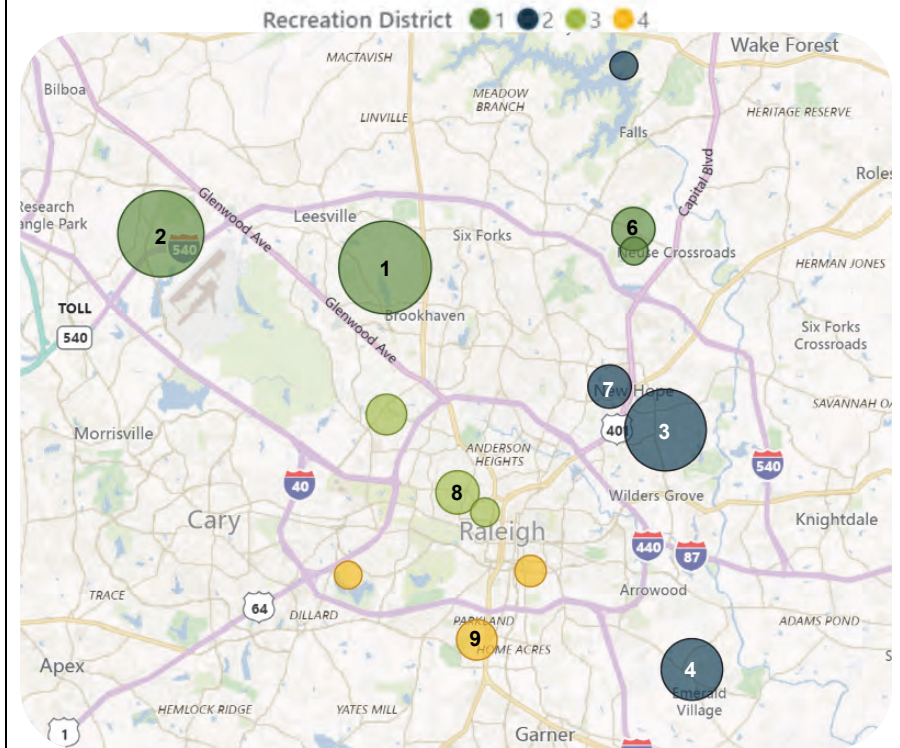 Recreation District 1 2 3 4
Wake Forest
MACTAVISH
Bilboa
MEADOW
BRANCH
HERITAGE RESERVE
LINVILLE
Falls
Capital Blvd
Roles
Research
angle Park
Glenwood Ave
Leesville
Six Forks
6
2
540
Neuse Crossroads
1
HERMAN JONES
TOLL
540
Glenwood Ave
Brookhaven
Six Forks
Crossroads
7
New Hope
SAVANNAH OA
401
3
Morrisville
ANDERSON
HEIGHTS
540
40
8
Wilders Grove
Cary
Raleigh
Knightdale
440
87
Arrowood
TRACE
64
DILLARD
PARKLAND
ADAMS POND
9
HOME ACRES
Apex
4
S
Emerald
Village
HEMLOCK RIDGE
YATES MILL
1
Garner